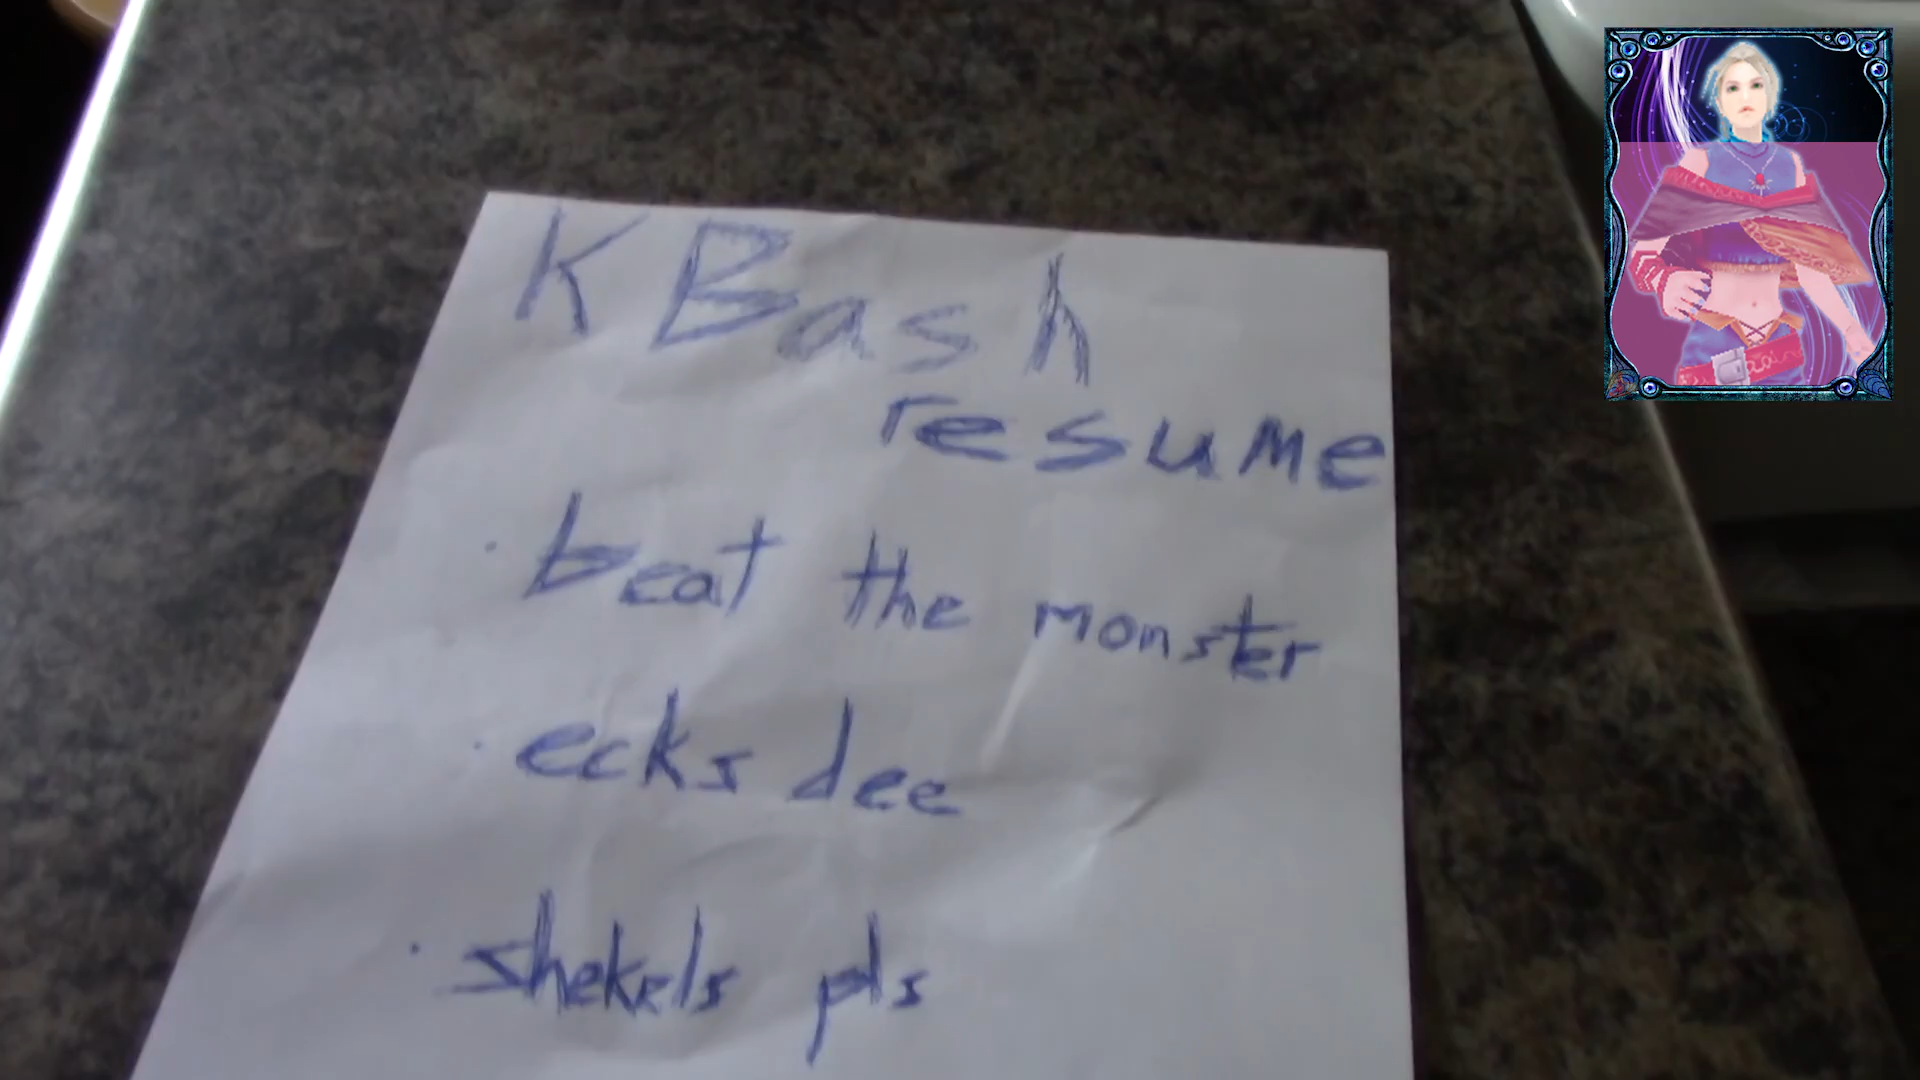 KBash
resume
· beat the monster
· ecks dee
· shekels pls